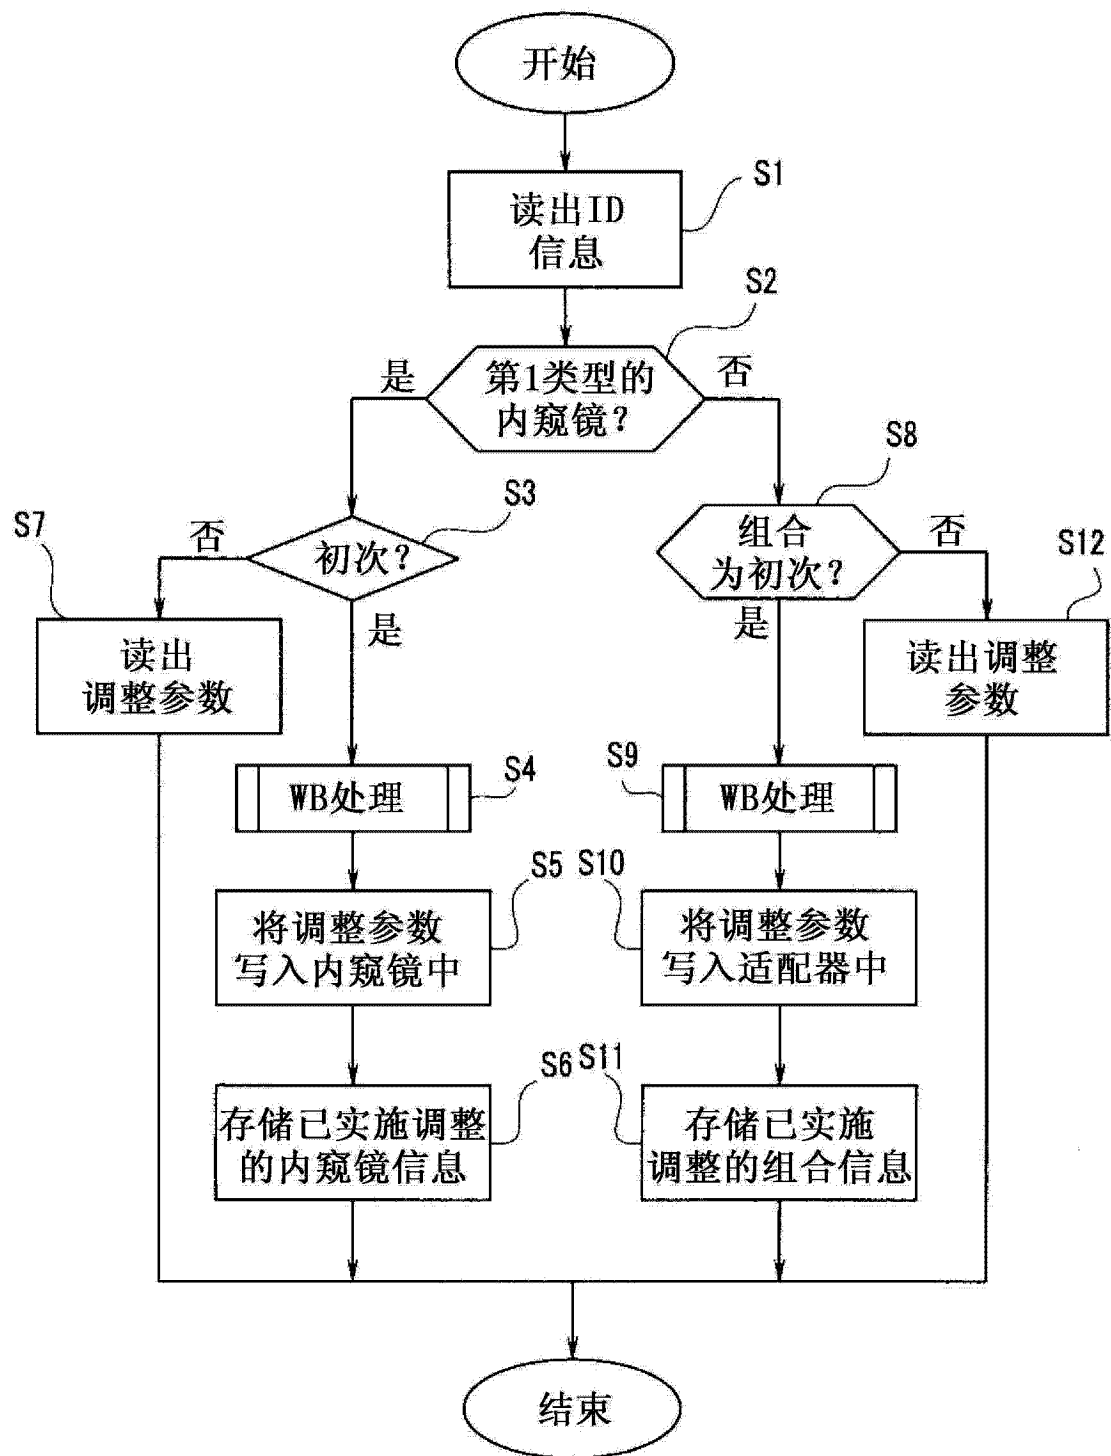 开始
S1
读出ID
信息
S2
是
第1类型的
内窥镜?
否
S8
S3
S7
否
初次?
组合
为初次?
否
S12
是
是
读出
调整参数
读出调整
参数
WB处理
S4
S9
WB处理
S5
S10
将调整参数
写入内窥镜中
将调整参数
写入适配器中
S6
S11
存储已实施调整
的内窥镜信息
存储已实施
调整的组合信息
结束